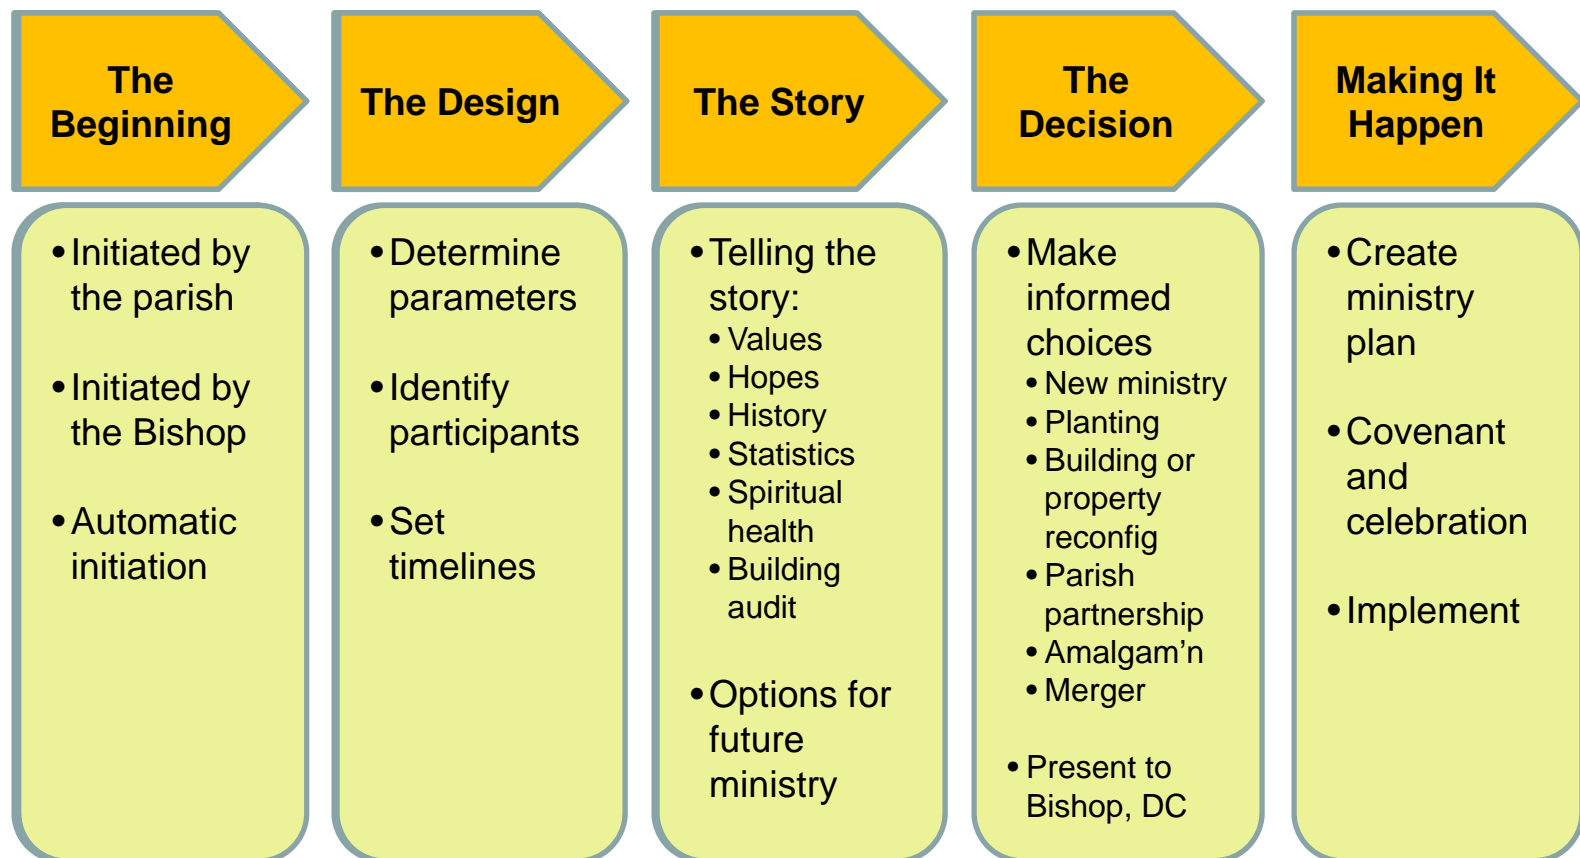 The
Beginning
The Design
The Story
The
Decision
Making It
Happen
•Initiated by
the parish
•Initiated by
the Bishop
•Automatic
initiation
•Determine
parameters
•Identify
participants
•Set
timelines
•Telling the
story:
•Values
•Hopes
•History
•Statistics
•Spiritual
health
•Building
audit
•Options for
future
ministry
•Make
informed
choices
•New ministry
•Planting
•Building or
property
reconfig
•Parish
partnership
•Amalgam’n
•Merger
•Present to
Bishop, DC
•Create
ministry
plan
•Covenant
and
celebration
•Implement